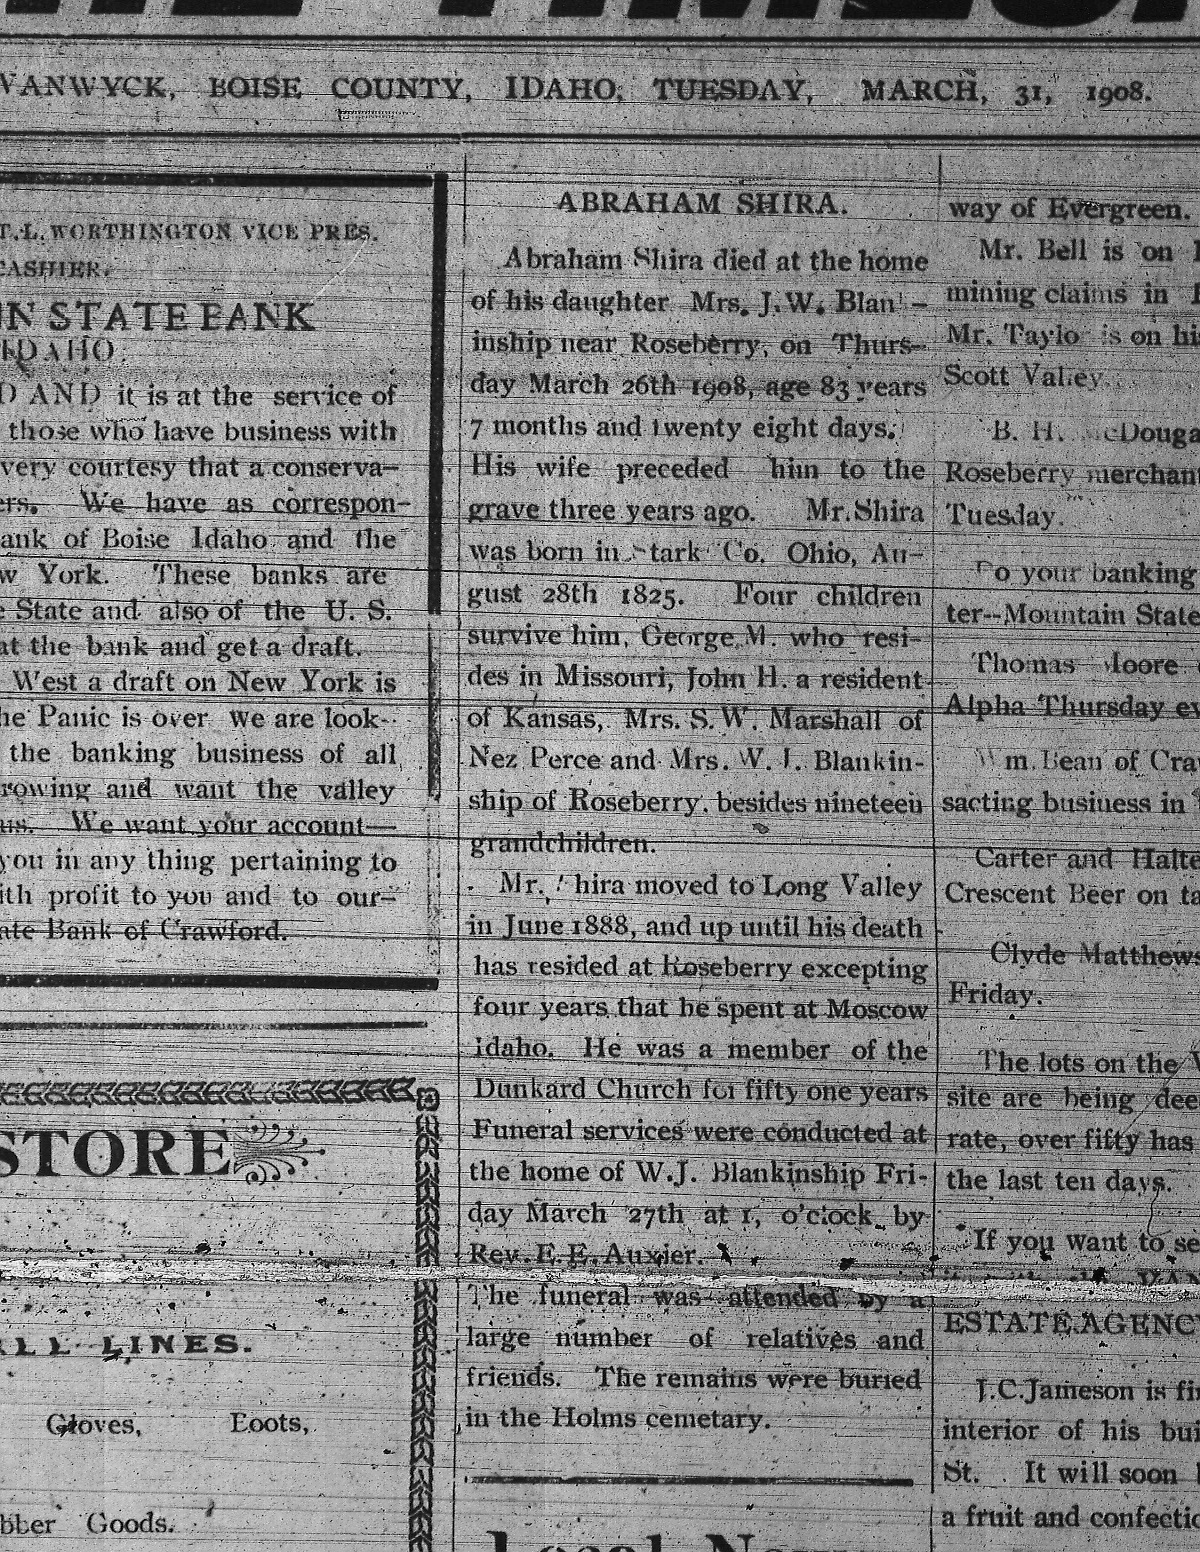 VANWYCK, BOISE COUNTY, IDAHO, TUESDAY, MARCH, 31, 1908.
T.L. WORTHINGTON VICE PRES.
CASHIER.
N STATE BANK
IDAHO.
D AND it is at the service of
those who have business with
very courtesy that a conserva-
ers. We have as correspon-
ank of Boise Idaho and the
w York. These banks are
e State and also of the U. S.
at the bank and get a draft.
West a draft on New York is
he Panic is over we are look-
the banking business of all
rowing and want the valley
We want your account—
you in any thing pertaining to
ith profit to you and to our-
ate Bank of Crawford.
STORE
LL LINES.
Gloves, Boots,
bber Goods.
ABRAHAM SHIRA.
Abraham Shira died at the home
of his daughter Mrs. J. W. Blan -
inship near Roseberry, on Thurs-
day March 26th 1908, age 83 years
7 months and twenty eight days.
His wife preceded him to the
grave three years ago. Mr. Shira
was born in Stark Co. Ohio, Au-
gust 28th 1825. Four children
survive him, George M. who resi-
des in Missouri, John H. a resident
of Kansas, Mrs. S. W. Marshall of
Nez Perce and Mrs. W. J. Blankin-
ship of Roseberry. besides nineteen
grandchildren.
Mr. Shira moved to Long Valley
in June 1888, and up until his death
has resided at Roseberry excepting
four years that he spent at Moscow
idaho. He was a member of the
Dunkard Church for fifty one years
Funeral services were conducted at
the home of W.J. Blankinship Fri-
day March 27th at 1, o'clock by
Rev. E. E. Auxier.
The funeral was attended by a
large number of relatives and
friends. The remains were buried
in the Holms cemetary.
Local News
way of Evergreen.
Mr. Bell is on
mining claims in
Mr. Taylo is on his
Scott Valley.
B. H. McDouga
Roseberry merchant
Tuesday.
To your banking
ter--Mountain State
Thomas Moore
Alpha Thursday ev
Wm. Bean of Cra
sacting business in
Carter and Halte
Crescent Beer on ta
Clyde Matthews
Friday.
The lots on the
site are being dee
rate, over fifty has
the last ten days.
If you want to se
ESTATE AGENC
J.C.Jameson is fi
interior of his bui
St. It will soon
a fruit and confectio